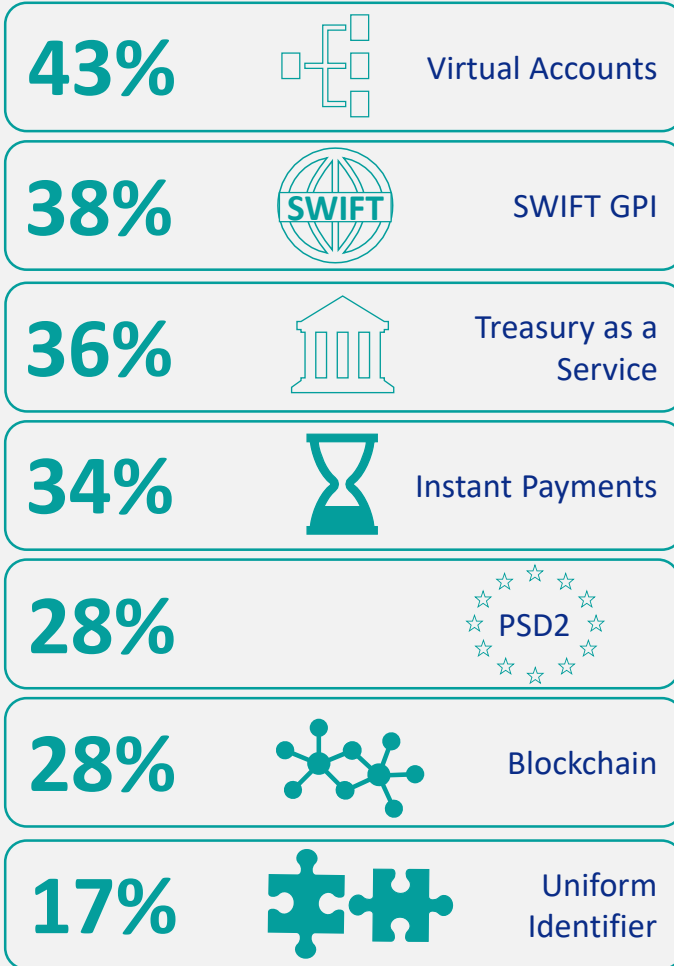 43%
Virtual Accounts
38%
SWIFT
SWIFT GPI
36%
Treasury as a
Service
34%
Instant Payments
28%
PSD2
28%
Blockchain
17%
Uniform
Identifier